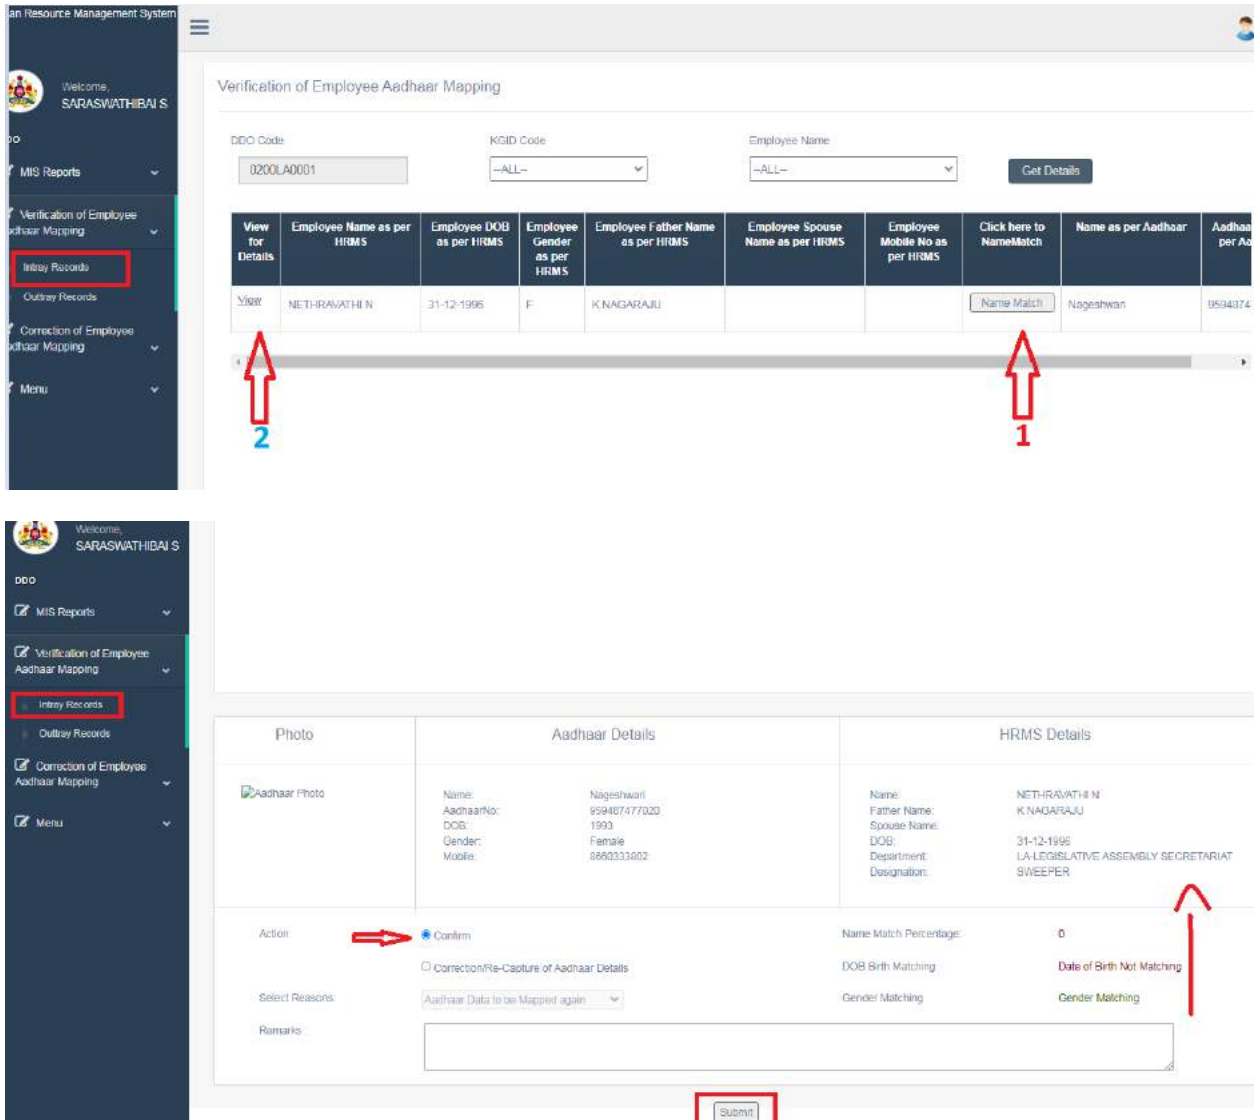 an Resource Management System
Welcome,
SARASWATHIBAI S
DO
MIS Reports
Verification of Employee
dhaar Mapping
Intray Records
Outtray Records
Correction of Employee
dhaar Mapping
Menu
Verification of Employee Aadhaar Mapping
DDO Code KGID Code Employee Name
0200LA0001 --ALL-- --ALL-- Get Details
View for Details Employee Name as per HRMS Employee DOB as per HRMS Employee Gender as per HRMS Employee Father Name as per HRMS Employee Spouse Name as per HRMS Employee Mobile No as per HRMS Click here to NameMatch Name as per Aadhaar Aadhaa per Aa
View NETHRAVATHI N 31-12-1996 F K NAGARAJU Name Match Nageshwari 9594874
2 1
Welcome,
SARASWATHIBAI S
DDO
MIS Reports
Verification of Employee
Aadhaar Mapping
Intray Records
Outtray Records
Correction of Employee
Aadhaar Mapping
Menu
Photo Aadhaar Details HRMS Details
Aadhaar Photo
Name: Nageshwari
AadhaarNo: 959487477020
DOB: 1993
Gender: Female
Mobile: 8660333802
Name: NETHRAVATHI N
Father Name: K NAGARAJU
Spouse Name:
DOB: 31-12-1996
Department: LA-LEGISLATIVE ASSEMBLY SECRETARIAT
Designation: SWEEPER
Action Confirm Name Match Percentage: 0
Correction/Re-Capture of Aadhaar Details DOB Birth Matching Date of Birth Not Matching
Select Reasons Aadhaar Data to be Mapped again Gender Matching Gender Matching
Remarks :
Submit